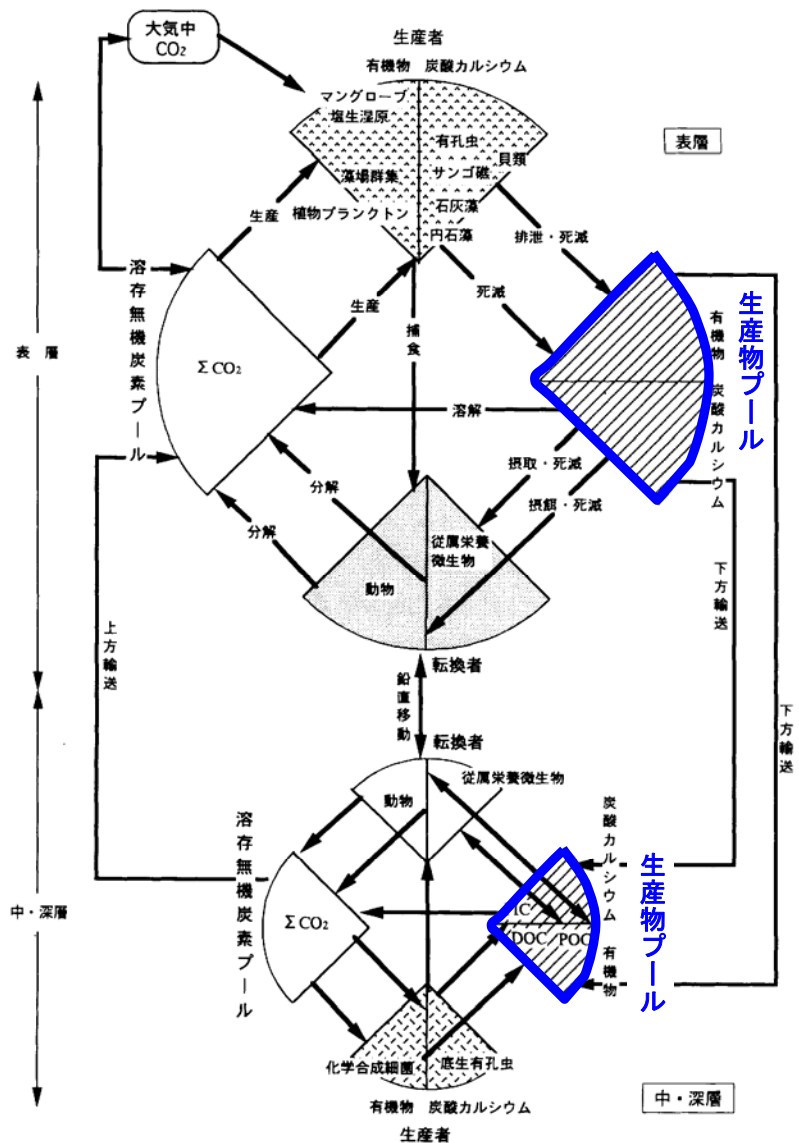 大気中
CO₂
生産者
有機物 炭酸カルシウム
マングローブ
塩生湿原
有孔虫
貝類
サンゴ礁
藻場群集
石灰藻
植物プランクトン
円石藻
表層
生産
排泄・死滅
溶存無機炭素プール
生産
死滅
捕食
有機物 炭酸カルシウム
生産物プール
表 層
ΣCO₂
溶解
摂取・死滅
分解
摂餌・死滅
分解
従属栄養
微生物
動物
下方輸送
上方輸送
転換者
鉛直移動
下方輸送
転換者
従属栄養微生物
動物
炭酸カルシウム 有機物
溶存無機炭素プール
生産物プール
IC
中・深層
ΣCO₂
DOC POC
化学合成細菌
底生有孔虫
有機物 炭酸カルシウム
中・深層
生産者